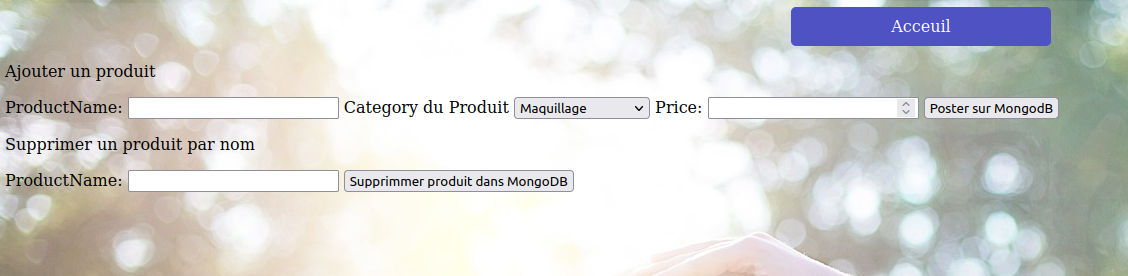 Acceuil
Ajouter un produit
ProductName: Category du Produit Maquillage Price: Poster sur MongodB
Supprimer un produit par nom
ProductName: Supprimmer produit dans MongoDB